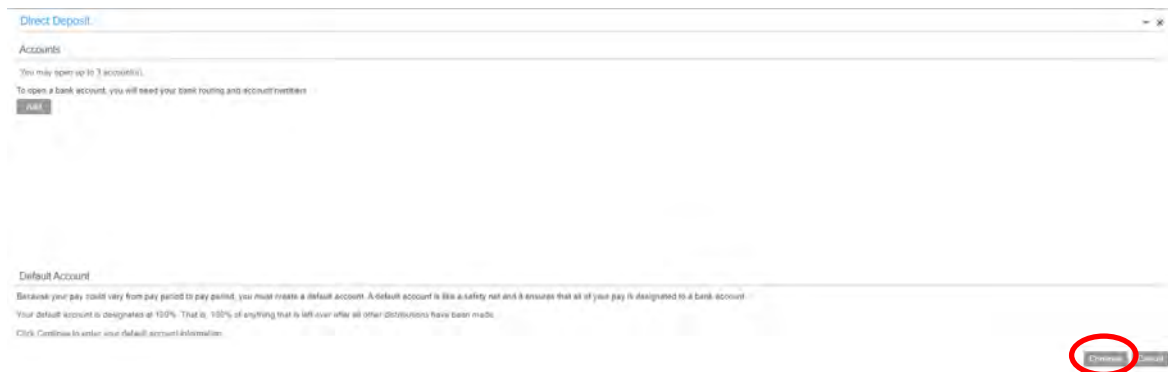 Direct Deposit
Accounts
You may open up to 3 account(s).
To open a bank account, you will need your bank routing and account numbers
Add
Default Account
Because your pay could vary from pay period to pay period, you must create a default account. A default account is like a safety net and it ensures that all of your pay is designated to a bank account
Your default account is designated at 100%. That is, 100% of anything that is left over after all other distributions have been made.
Click Continue to enter your default account information
Continue Cancel